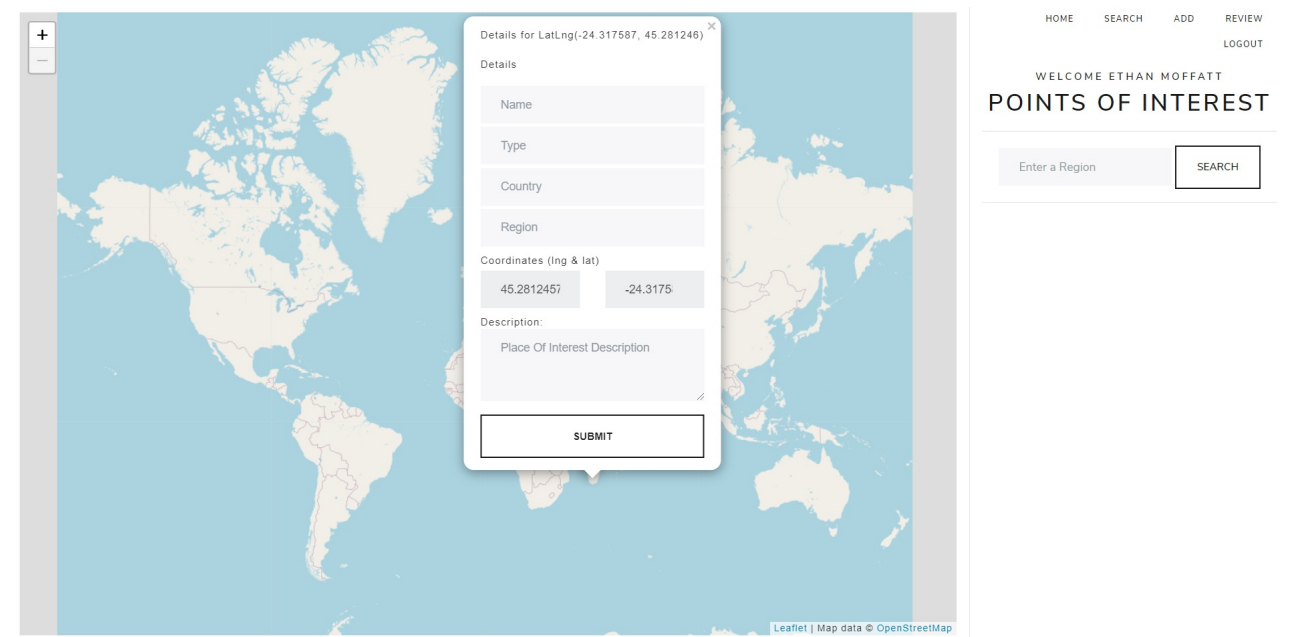 +
−
×
Details for LatLng(-24.317587, 45.281246)
Details
Name
Type
Country
Region
Coordinates (lng & lat)
45.2812457 -24.3175
Description:
Place Of Interest Description
SUBMIT
Leaflet | Map data © OpenStreetMap
HOME SEARCH ADD REVIEW
LOGOUT
WELCOME ETHAN MOFFATT
POINTS OF INTEREST
Enter a Region SEARCH